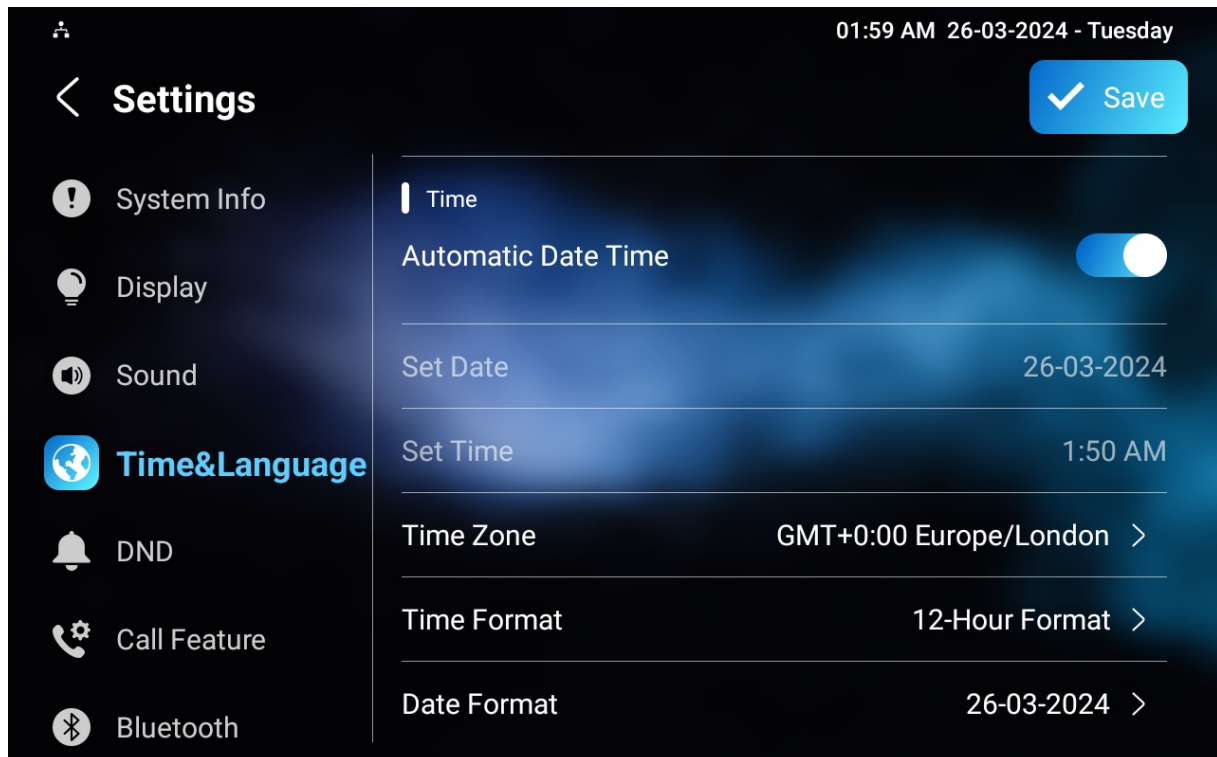 01:59 AM 26-03-2024 - Tuesday
Settings
Save
System Info
Display
Sound
Time&Language
DND
Call Feature
Bluetooth
Time
Automatic Date Time
Set Date 26-03-2024
Set Time 1:50 AM
Time Zone GMT+0:00 Europe/London
Time Format 12-Hour Format
Date Format 26-03-2024